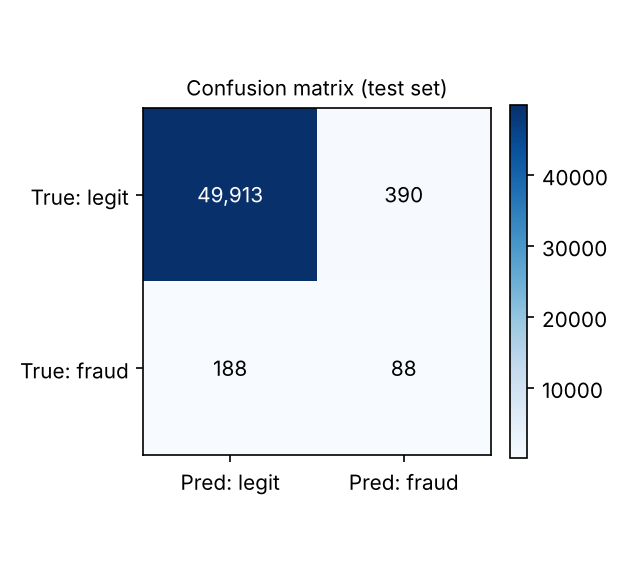 Confusion matrix (test set)
True: legit
49,913
390
True: fraud
188
88
Pred: legit
Pred: fraud
40000
30000
20000
10000